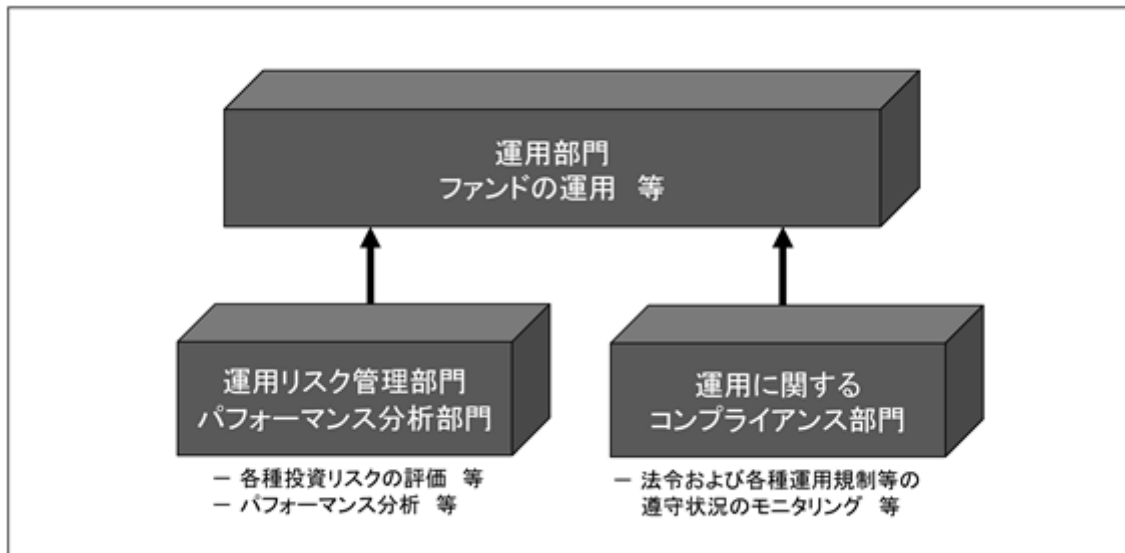 運用部門
ファンドの運用 等
運用リスク管理部門
パフォーマンス分析部門
運用に関する
コンプライアンス部門
－ 各種投資リスクの評価 等
－ パフォーマンス分析 等
－ 法令および各種運用規制等の
遵守状況のモニタリング 等